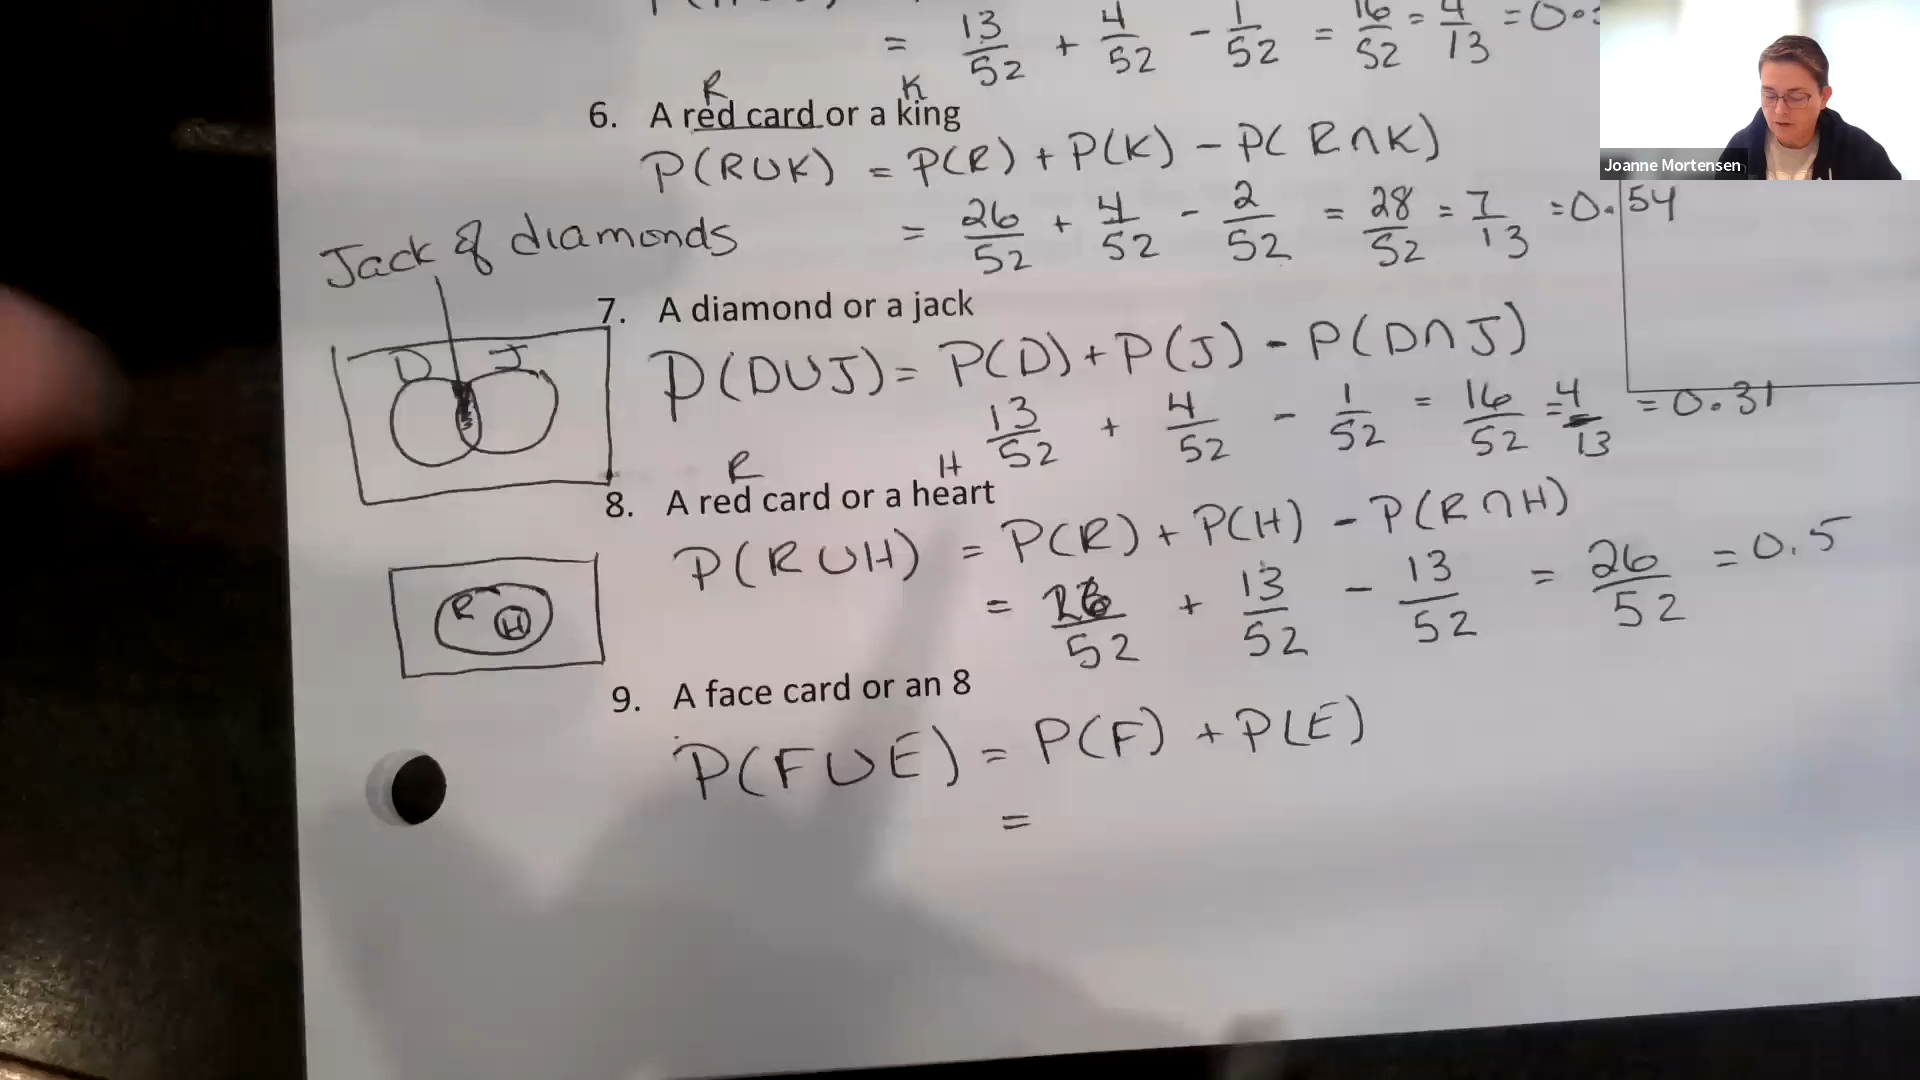 = 13/52 + 4/52 - 1/52 = 16/52 = 4/13 = 0.
R K
6. A red card or a king
P(R∪K) = P(R) + P(K) - P(R∩K)
Joanne Mortensen
= 26/52 + 4/52 - 2/52 = 28/52 = 7/13 = 0.54
Jack of diamonds
7. A diamond or a jack
D J
P(D∪J) = P(D) + P(J) - P(D∩J)
13/52 + 4/52 - 1/52 = 16/52 = 4/13 = 0.31
R H
8. A red card or a heart
P(R∪H) = P(R) + P(H) - P(R∩H)
R H
= 26/52 + 13/52 - 13/52 = 26/52 = 0.5
9. A face card or an 8
P(F∪E) = P(F) + P(E)
=